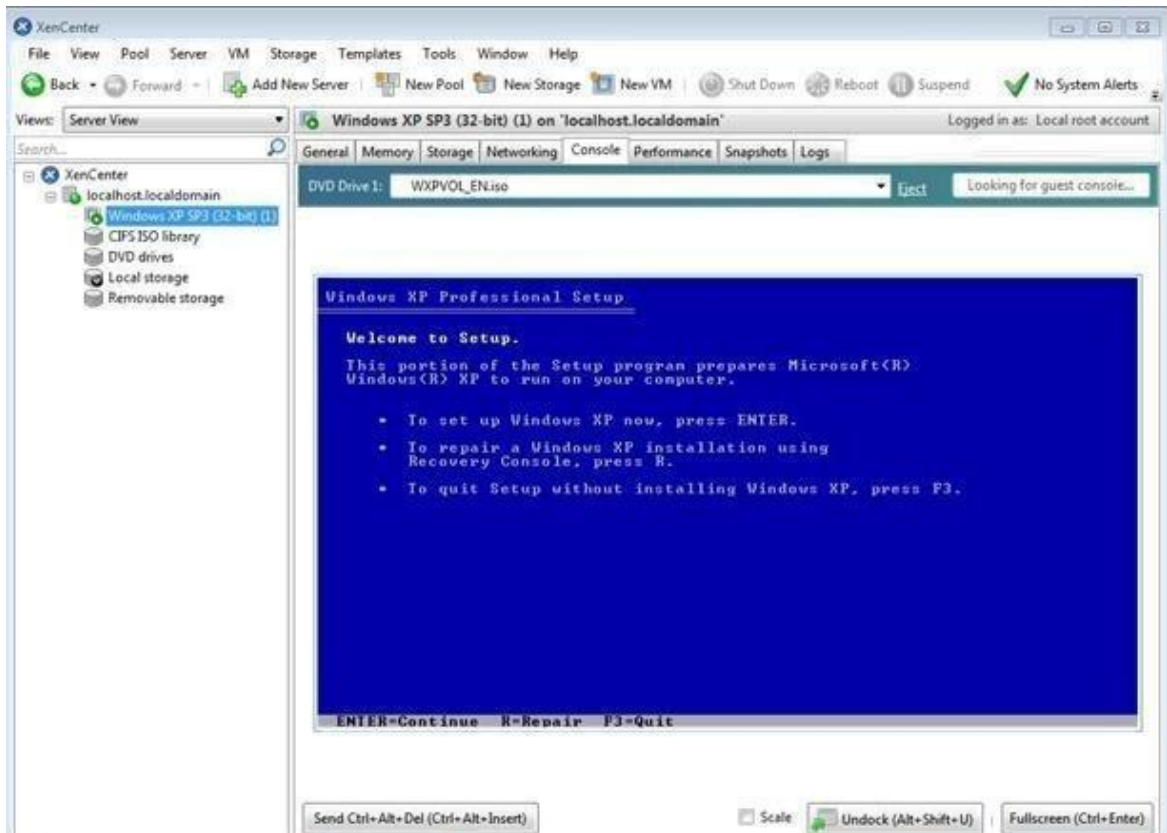 XenCenter
File View Pool Server VM Storage Templates Tools Window Help
Back Forward Add New Server New Pool New Storage New VM Shut Down Reboot Suspend No System Alerts
Views: Server View
Windows XP SP3 (32-bit) (1) on 'localhost.localdomain'
Logged in as: Local root account
Search...
General Memory Storage Networking Console Performance Snapshots Logs
XenCenter
localhost.localdomain
Windows XP SP3 (32-bit) (1)
CIFS ISO library
DVD drives
Local storage
Removable storage
DVD Drive 1: WXPVOL_EN.iso Eject Looking for guest console...
Windows XP Professional Setup
Welcome to Setup.
This portion of the Setup program prepares Microsoft(R)
Windows(R) XP to run on your computer.
• To set up Windows XP now, press ENTER.
• To repair a Windows XP installation using
Recovery Console, press R.
• To quit Setup without installing Windows XP, press F3.
ENTER=Continue R=Repair F3=Quit
Send Ctrl+Alt+Del (Ctrl+Alt+Insert) Scale Undock (Alt+Shift+U) Fullscreen (Ctrl+Enter)